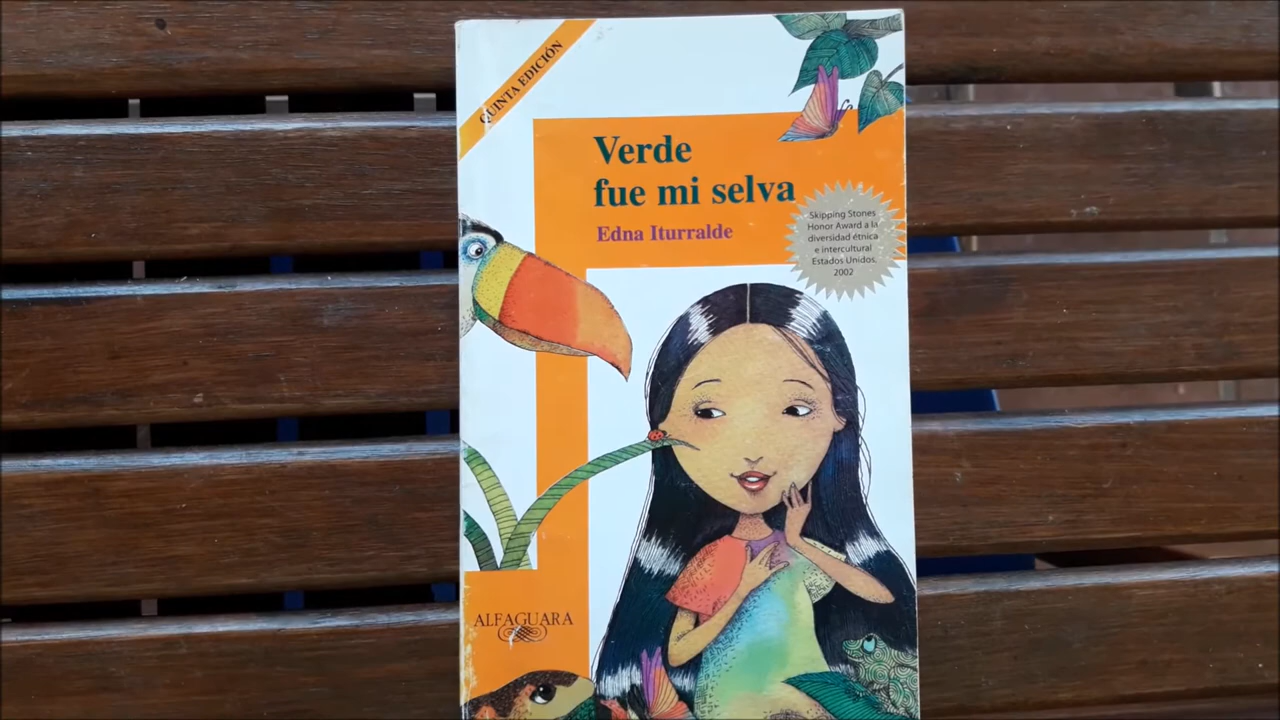 QUINTA EDICIÓN
Verde
fue mi selva
Edna Iturralde
Skipping Stones
Honor Award a la
diversidad étnica
e intercultural
Estados Unidos,
2002
ALFAGUARA